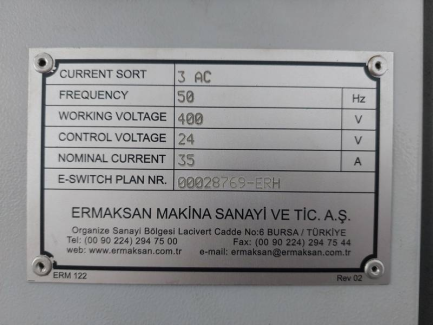 CURRENT SORT 3 AC
FREQUENCY 50 Hz
WORKING VOLTAGE 400 V
CONTROL VOLTAGE 24 V
NOMINAL CURRENT 35 A
E-SWITCH PLAN NR. 00028769-ERH
ERMAKSAN MAKİNA SANAYİ VE TİC. A.Ş.
Organize Sanayi Bölgesi Lacivert Cadde No:6 BURSA / TÜRKİYE
Tel: (00 90 224) 294 75 00 Fax: (00 90 224) 294 75 44
web: www.ermaksan.com.tr e-mail: ermaksan@ermaksan.com.tr
ERM 122 Rev 02